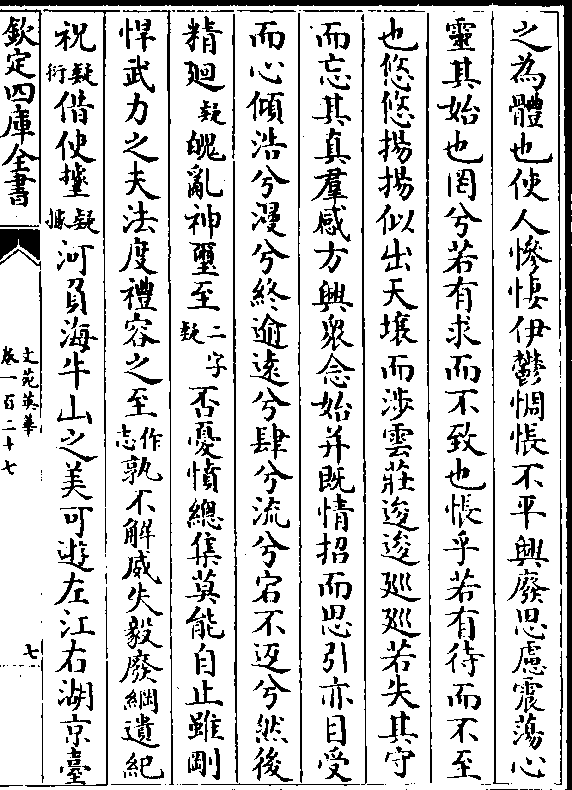 之為體也使人慘悽伊鬱惆悵不平興廢思慮震蕩心
靈其始也罔兮若有求而不致也悵乎若有待而不至
也悠悠揚揚似出天壤而涉雲莊逡逡廵廵若失其守
而忘其真羣感方興衆念始并既情招而思引亦目受
而心傾浩兮漫兮終逾遠兮肆兮流兮宕不返兮然後
精廻疑魄亂神璽至二字疑否憂憤總集莫能自止雖剛
悍武力之夫法度禮容之至作志孰不解威失毅廢綱遺紀
祝疑衍借使㩴疑據河負海牛山之美可遊左江右湖京臺
欽定四庫全書
文苑英華
卷一百二十七
七